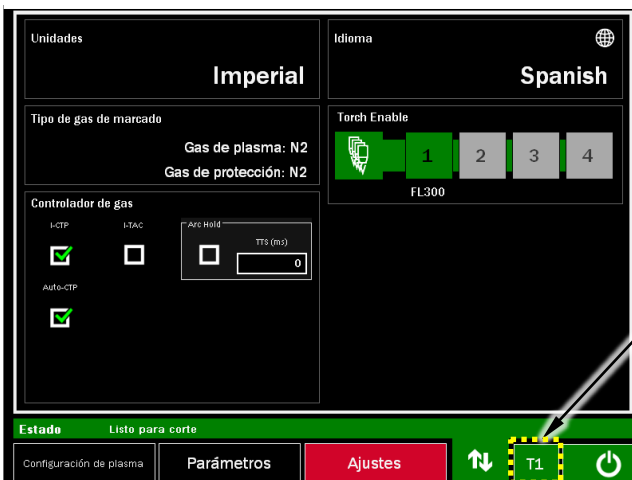 Unidades
Imperial
Idioma
Spanish
Tipo de gas de marcado
Gas de plasma: N2
Gas de protección: N2
Torch Enable
1 2 3 4
FL300
Controlador de gas
I-CTP I-TAC Arc Hold
TTS (ms)
0
Auto-CTP
Estado Listo para corte
Configuración de plasma Parámetros Ajustes T1